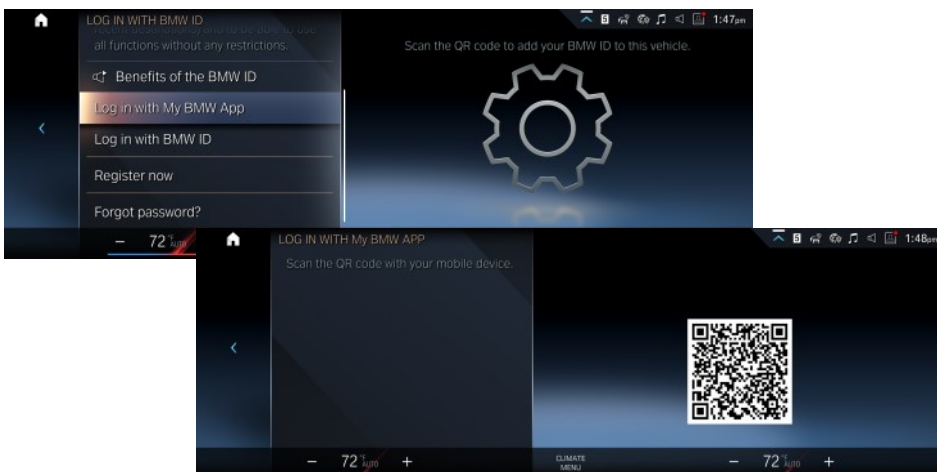 LOG IN WITH BMW ID
1:47pm
all functions without any restrictions.
Benefits of the BMW ID
Log in with My BMW App
Log in with BMW ID
Register now
Forgot password?
Scan the QR code to add your BMW ID to this vehicle.
− 72 °F AUTO
LOG IN WITH My BMW APP
1:48pm
Scan the QR code with your mobile device.
− 72 °F AUTO +
CLIMATE
MENU
− 72 °F AUTO +